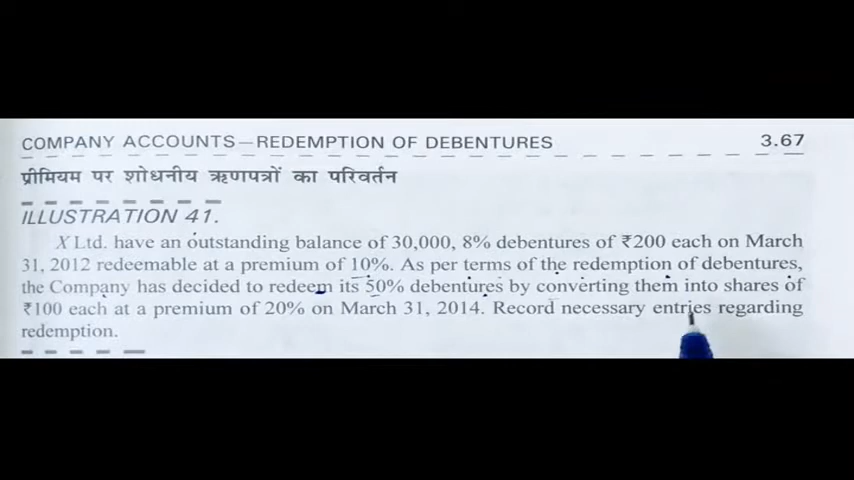 COMPANY ACCOUNTS—REDEMPTION OF DEBENTURES 3.67
प्रीमियम पर शोधनीय ऋणपत्रों का परिवर्तन
ILLUSTRATION 41.
X Ltd. have an outstanding balance of 30,000, 8% debentures of ₹200 each on March
31, 2012 redeemable at a premium of 10%. As per terms of the redemption of debentures,
the Company has decided to redeem its 50% debentures by converting them into shares of
₹100 each at a premium of 20% on March 31, 2014. Record necessary entries regarding
redemption.